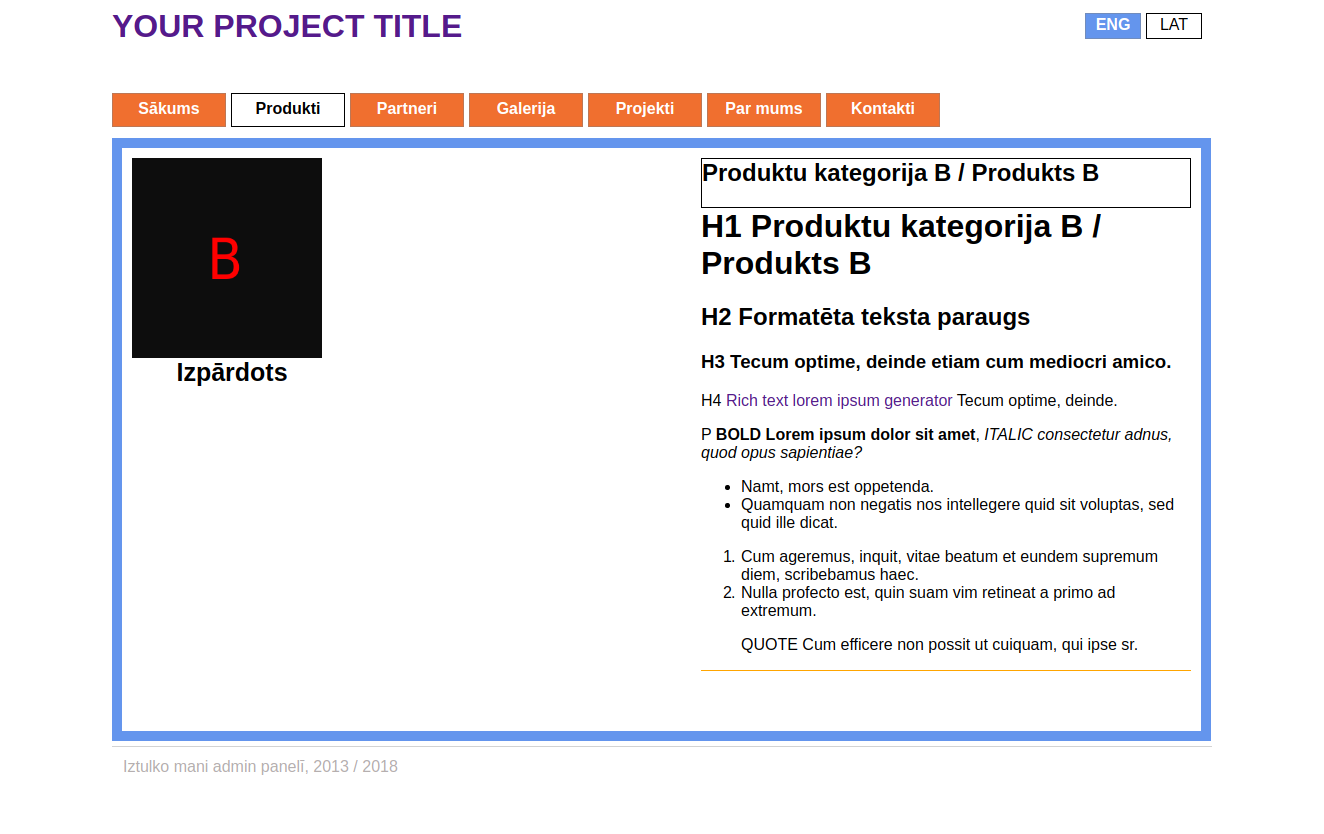 YOUR PROJECT TITLE
ENG LAT
Sākums Produkti Partneri Galerija Projekti Par mums Kontakti
B
Izpārdots
Produktu kategorija B / Produkts B
H1 Produktu kategorija B /
Produkts B
H2 Formatēta teksta paraugs
H3 Tecum optime, deinde etiam cum mediocri amico.
H4 Rich text lorem ipsum generator Tecum optime, deinde.
P BOLD Lorem ipsum dolor sit amet, ITALIC consectetur adnus,
quod opus sapientiae?
• Namt, mors est oppetenda.
• Quamquam non negatis nos intellegere quid sit voluptas, sed
quid ille dicat.
1. Cum ageremus, inquit, vitae beatum et eundem supremum
diem, scribebamus haec.
2. Nulla profecto est, quin suam vim retineat a primo ad
extremum.
QUOTE Cum efficere non possit ut cuiquam, qui ipse sr.
Iztulko mani admin panelī, 2013 / 2018